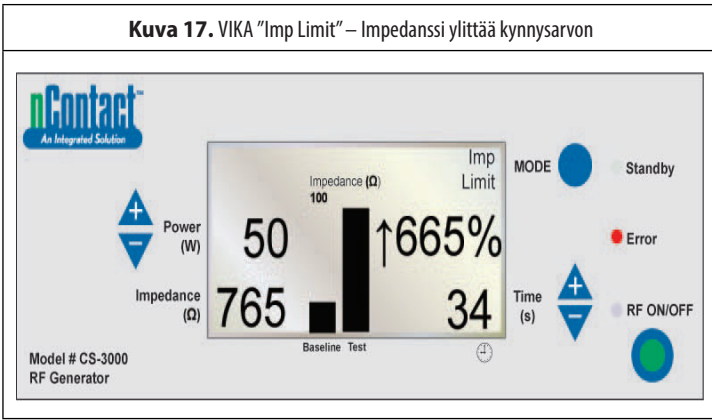 Kuva 17. VIKA ”Imp Limit” – Impedanssi ylittää kynnysarvon
nContact™
An Integrated Solution
Power
(W)
50
Impedance
(Ω)
765
Impedance (Ω)
100
Baseline Test
Imp
Limit
↑665%
34
Time
(s)
MODE
Standby
Error
RF ON/OFF
Model # CS-3000
RF Generator